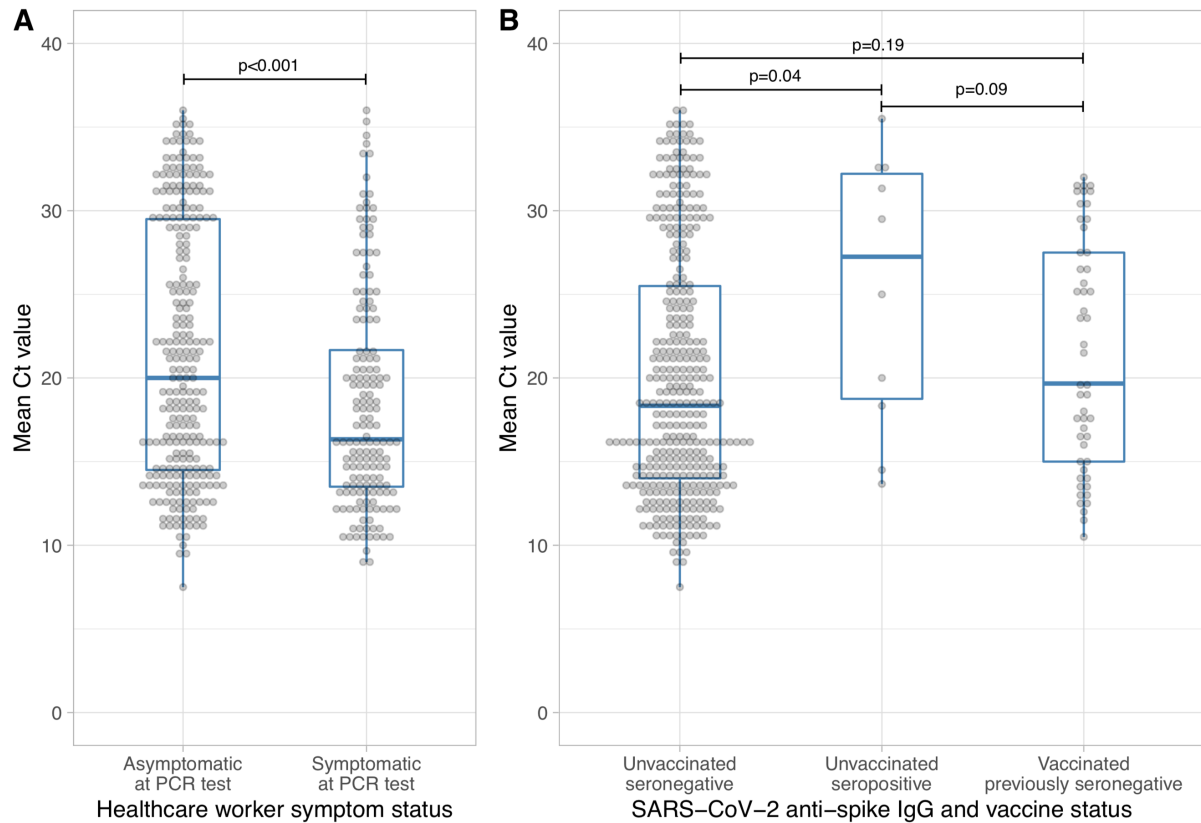 A
40
30
20
10
0
Mean Ct value
p<0.001
Asymptomatic
at PCR test
Symptomatic
at PCR test
Healthcare worker symptom status
B
40
30
20
10
0
Mean Ct value
p=0.19
p=0.04
p=0.09
Unvaccinated
seronegative
Unvaccinated
seropositive
Vaccinated
previously seronegative
SARS−CoV−2 anti−spike IgG and vaccine status